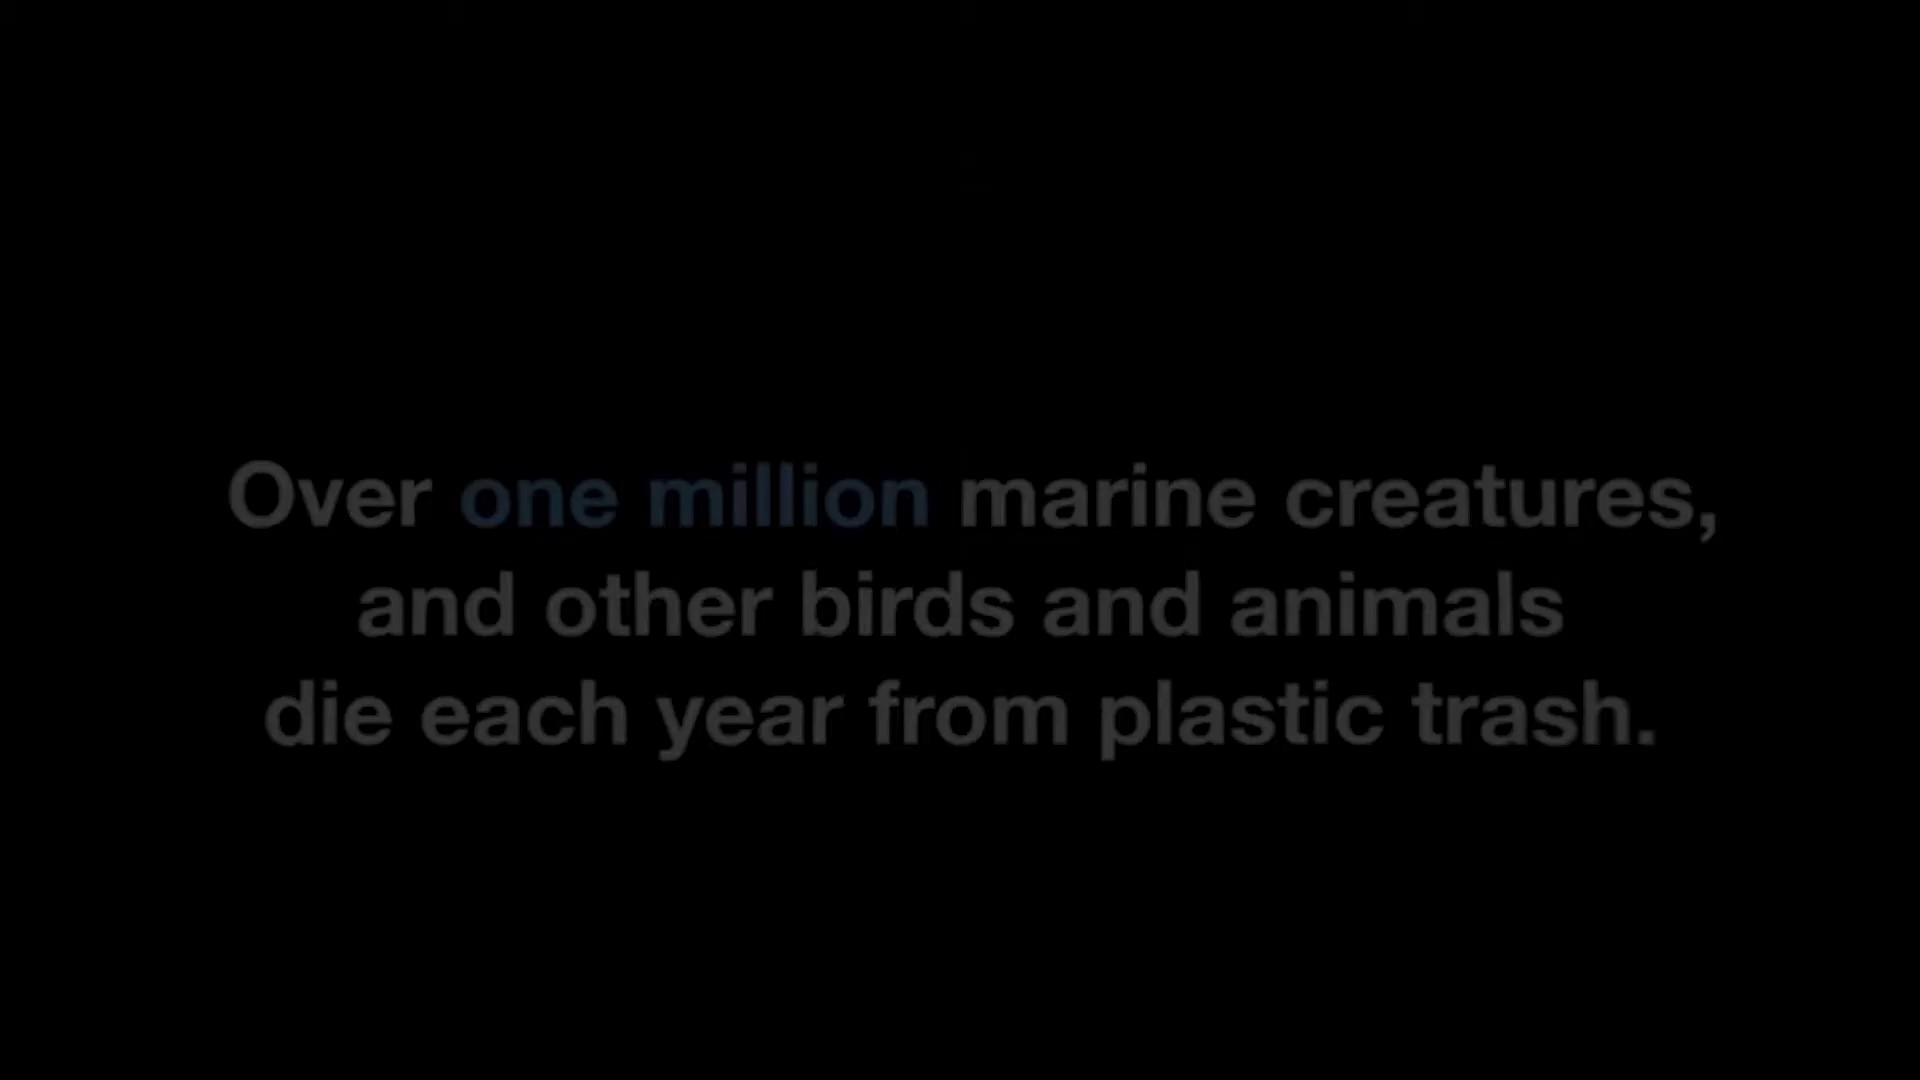 Over one million marine creatures,
and other birds and animals
die each year from plastic trash.